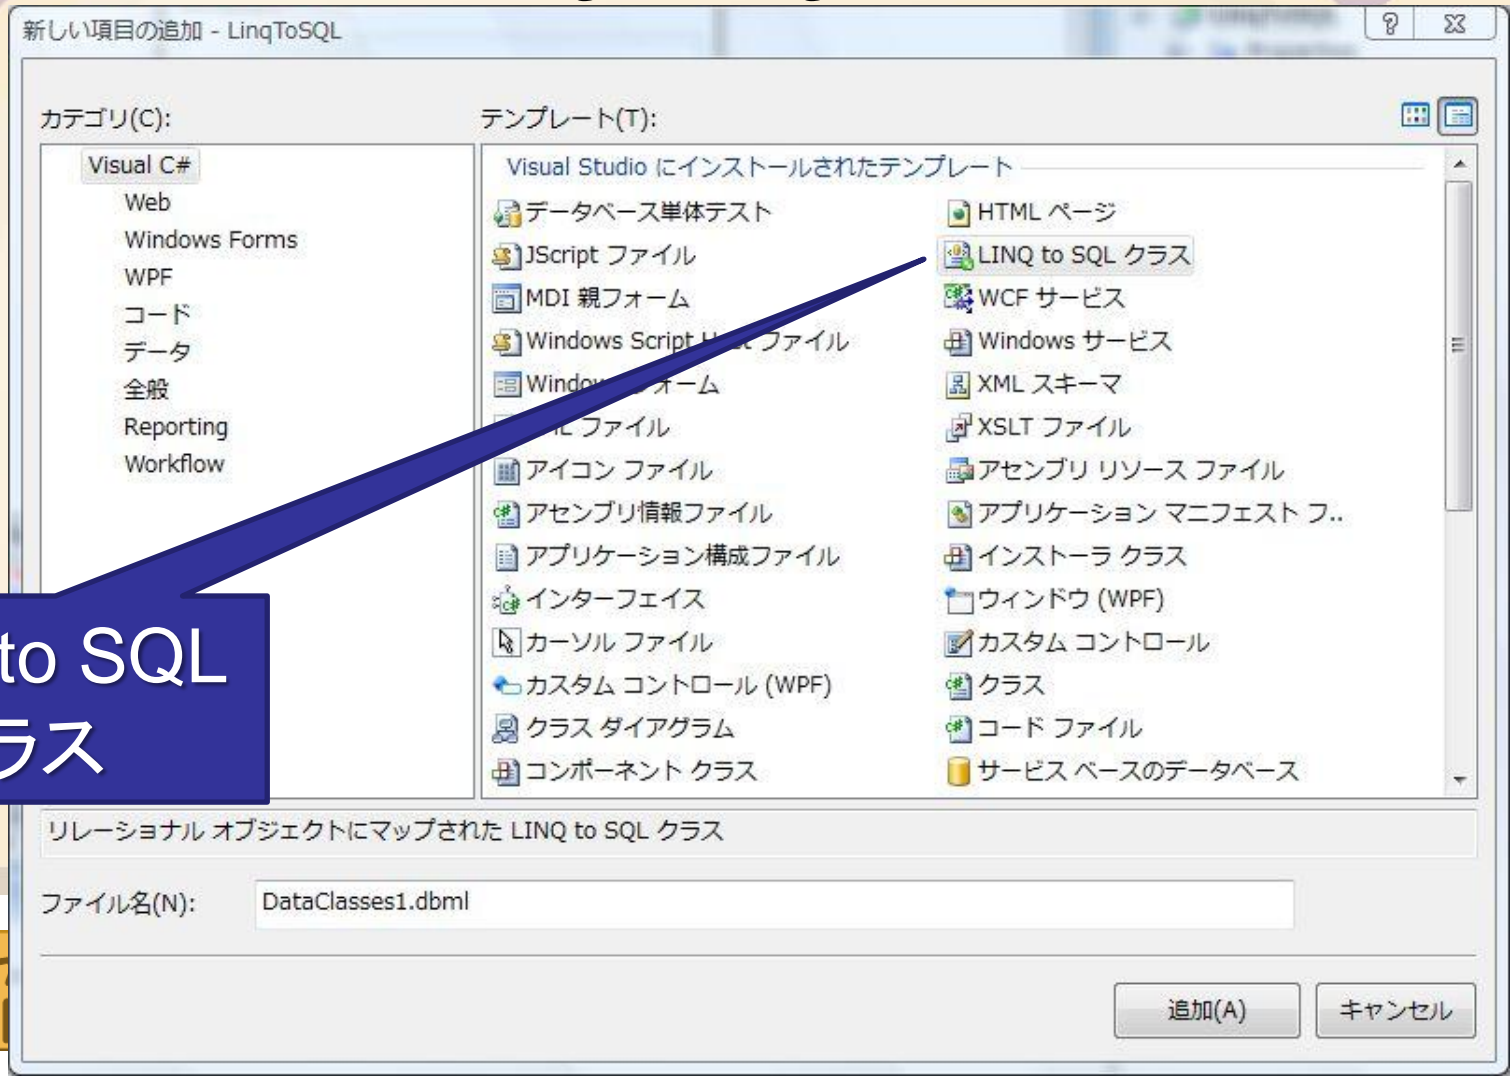 新しい項目の追加 - LinqToSQL
カテゴリ(C):
テンプレート(T):
Visual C#
Web
Windows Forms
WPF
コード
データ
全般
Reporting
Workflow
Visual Studio にインストールされたテンプレート
データベース単体テスト
HTML ページ
JScript ファイル
LINQ to SQL クラス
MDI 親フォーム
WCF サービス
Windows Script ファイル
Windows サービス
フォーム
XML スキーマ
ファイル
XSLT ファイル
アイコン ファイル
アセンブリ リソース ファイル
アセンブリ情報ファイル
アプリケーション マニフェスト フ..
アプリケーション構成ファイル
インストーラ クラス
インターフェイス
ウィンドウ (WPF)
カーソル ファイル
カスタム コントロール
カスタム コントロール (WPF)
クラス
クラス ダイアグラム
コード ファイル
コンポーネント クラス
サービス ベースのデータベース
to SQL
ラス
リレーショナル オブジェクトにマップされた LINQ to SQL クラス
ファイル名(N):
DataClasses1.dbml
追加(A)
キャンセル